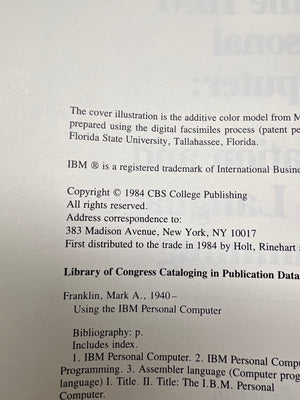 The cover illustration is the additive color model from M
prepared using the digital facsimiles process (patent pe
Florida State University, Tallahassee, Florida.
IBM ® is a registered trademark of International Busine
Copyright © 1984 CBS College Publishing
All rights reserved.
Address correspondence to:
383 Madison Avenue, New York, NY 10017
First distributed to the trade in 1984 by Holt, Rinehart
Library of Congress Cataloging in Publication Data
Franklin, Mark A., 1940–
Using the IBM Personal Computer
Bibliography: p.
Includes index.
1. IBM Personal Computer. 2. IBM Personal Compu
Programming. 3. Assembler language (Computer prog
language) I. Title. II. Title: The I.B.M. Personal
Computer.